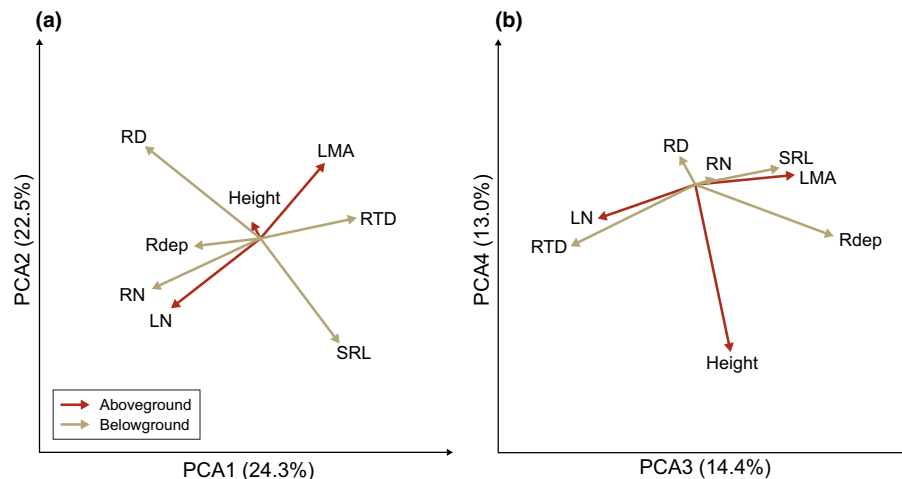 (a)
RD
LMA
Height
RTD
Rdep
RN
LN
SRL
Aboveground
Belowground
PCA2 (22.5%)
PCA1 (24.3%)
(b)
RD
RN
SRL
LMA
LN
RTD
Rdep
Height
PCA4 (13.0%)
PCA3 (14.4%)